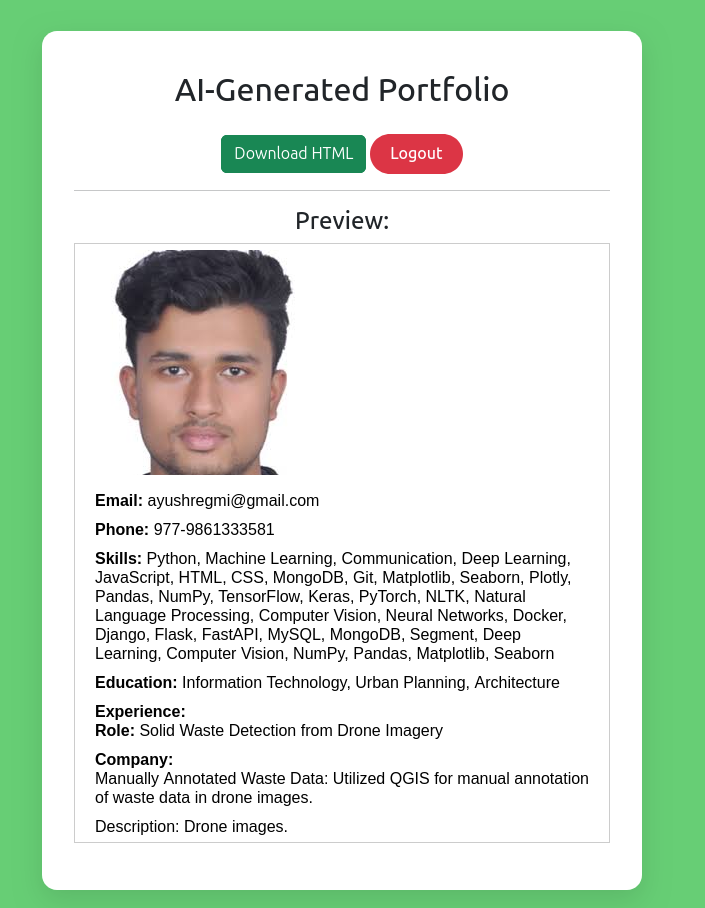 AI-Generated Portfolio
Download HTML Logout
Preview:
Email: ayushregmi@gmail.com
Phone: 977-9861333581
Skills: Python, Machine Learning, Communication, Deep Learning,
JavaScript, HTML, CSS, MongoDB, Git, Matplotlib, Seaborn, Plotly,
Pandas, NumPy, TensorFlow, Keras, PyTorch, NLTK, Natural
Language Processing, Computer Vision, Neural Networks, Docker,
Django, Flask, FastAPI, MySQL, MongoDB, Segment, Deep
Learning, Computer Vision, NumPy, Pandas, Matplotlib, Seaborn
Education: Information Technology, Urban Planning, Architecture
Experience:
Role: Solid Waste Detection from Drone Imagery
Company:
Manually Annotated Waste Data: Utilized QGIS for manual annotation
of waste data in drone images.
Description: Drone images.